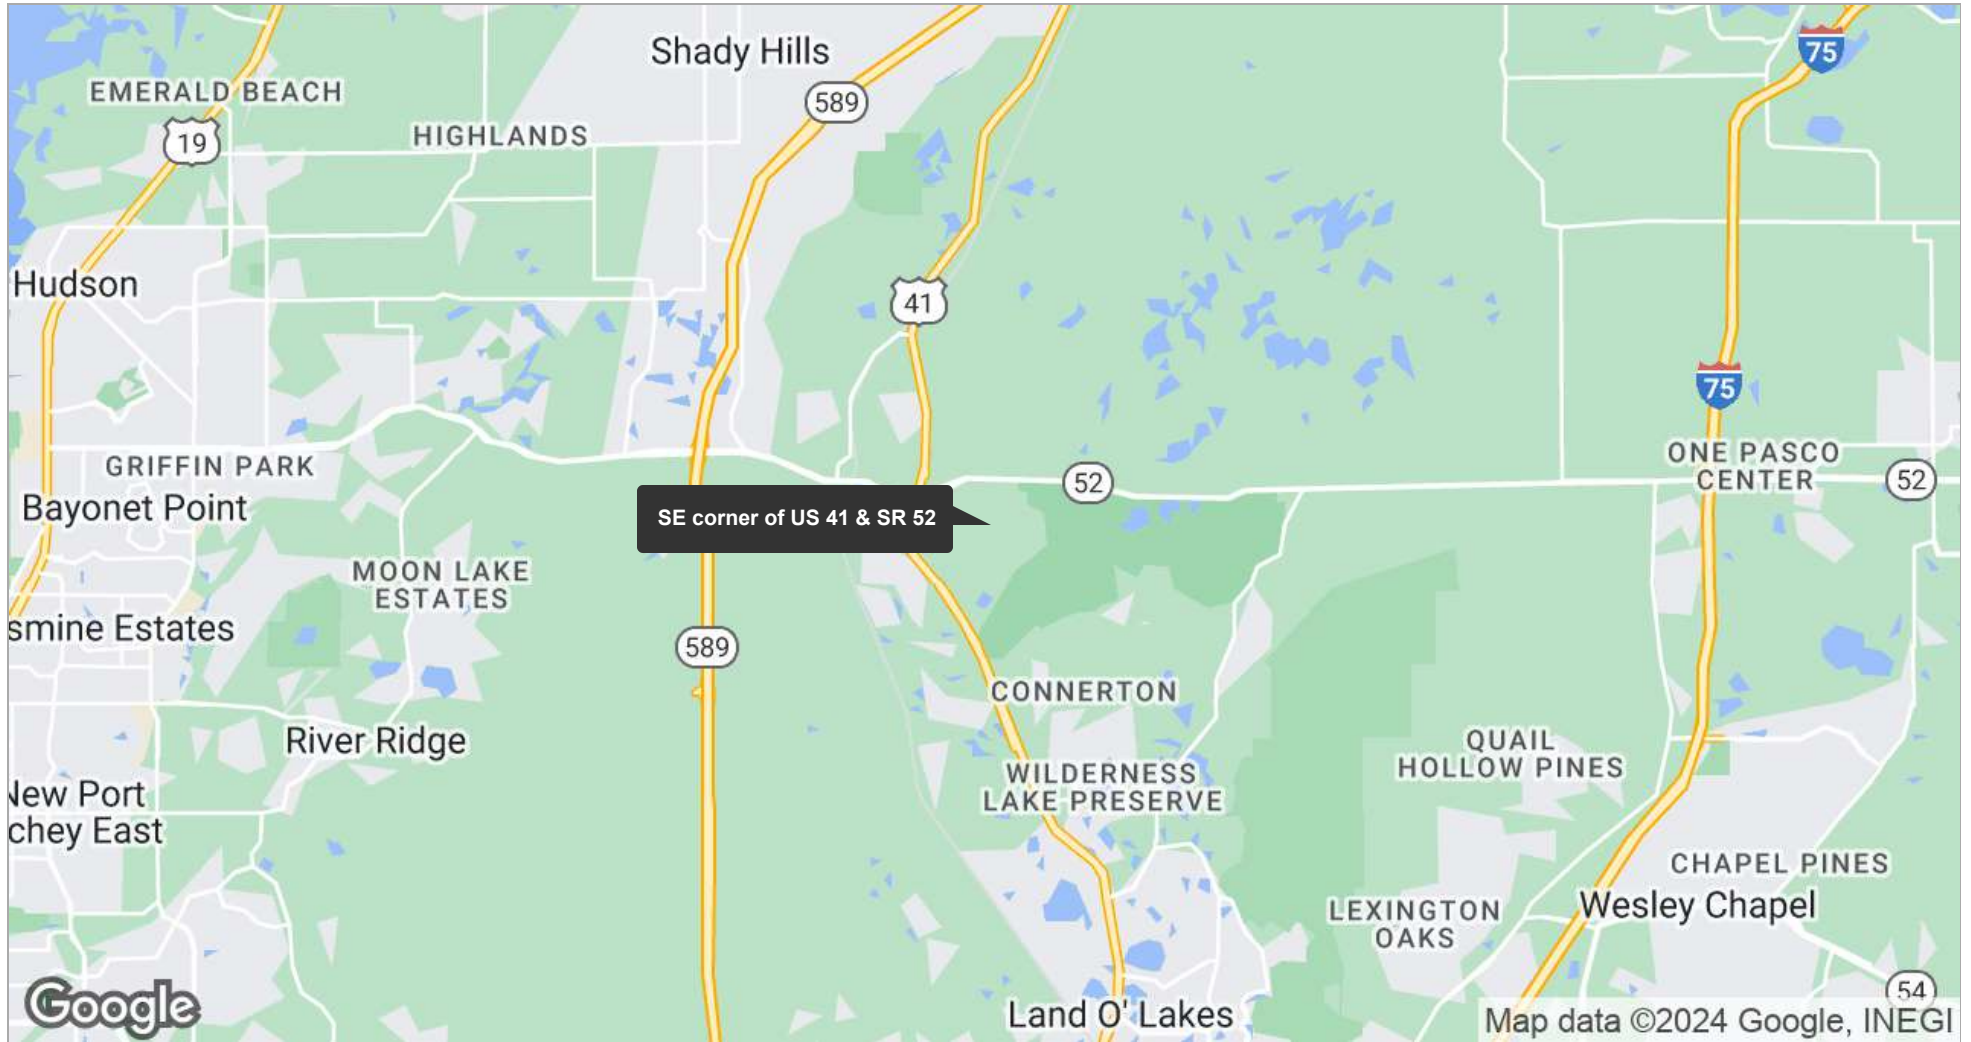 Shady Hills
75
EMERALD BEACH
589
19
HIGHLANDS
Hudson
41
75
GRIFFIN PARK
ONE PASCO
CENTER
52
52
Bayonet Point
SE corner of US 41 & SR 52
MOON LAKE
ESTATES
smine Estates
589
CONNERTON
River Ridge
QUAIL
HOLLOW PINES
WILDERNESS
LAKE PRESERVE
New Port
chey East
CHAPEL PINES
Wesley Chapel
LEXINGTON
OAKS
54
Google
Land O' Lakes
Map data ©2024 Google, INEGI